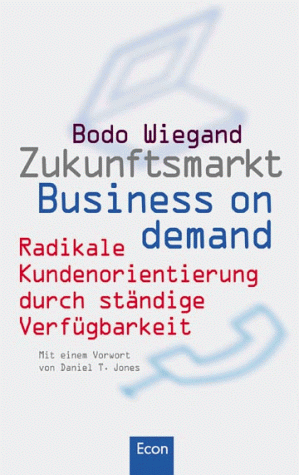 Bodo Wiegand
Zukunftsmarkt
Business on
demand
Radikale
Kundenorientierung
durch ständige
Verfügbarkeit
Mit einem Vorwort
von Daniel T. Jones
Econ